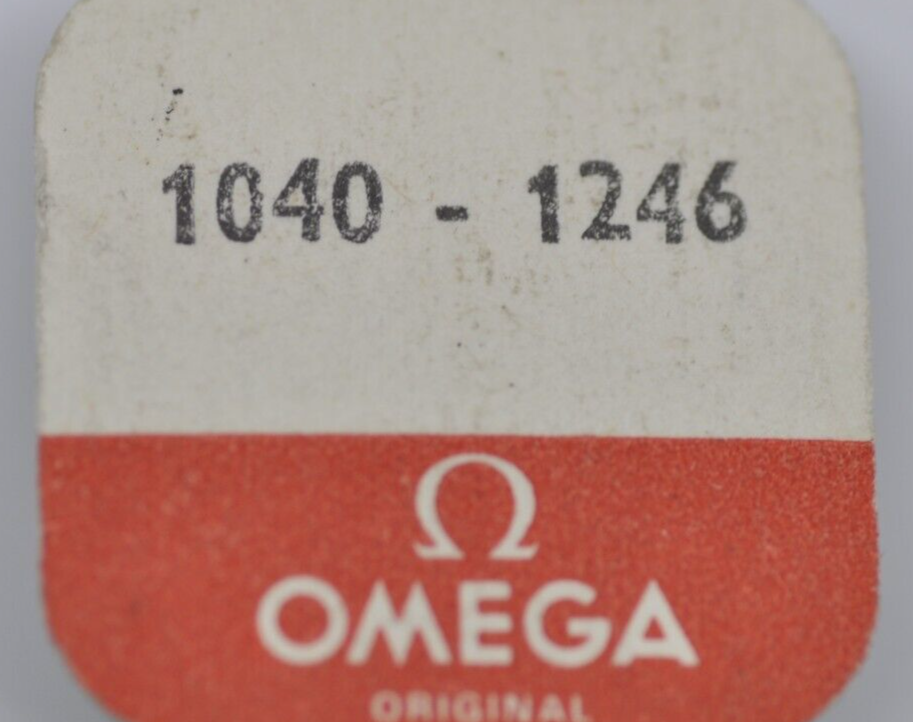 1040 - 1246
Ω
OMEGA
ORIGINAL